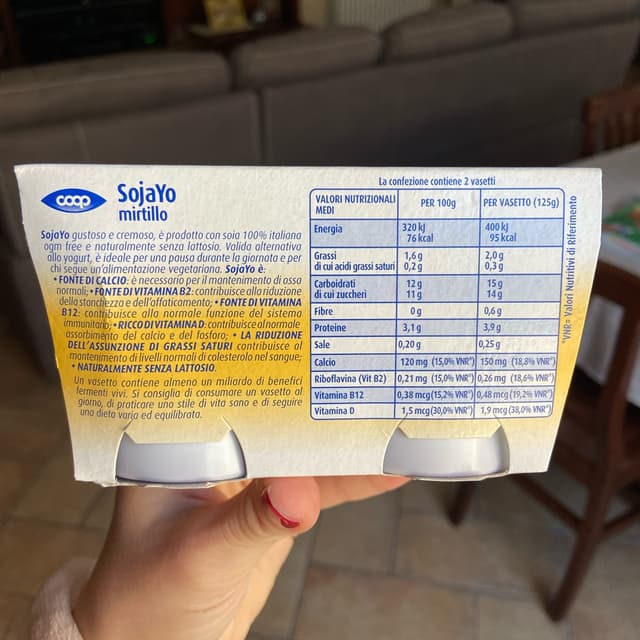 coop
SojaYo
mirtillo
SojaYo gustoso e cremoso, è prodotto con soia 100% italiana
ogm free e naturalmente senza lattosio. Valida alternativa
allo yogurt, è ideale per una pausa durante la giornata e per
chi segue un'alimentazione vegetariana. SojaYo è:
• FONTE DI CALCIO: è necessario per il mantenimento di ossa
normali; • FONTE DI VITAMINA B2: contribuisce alla riduzione
della stanchezza e dell'affaticamento; • FONTE DI VITAMINA
B12: contribuisce alla normale funzione del sistema
immunitario; • RICCO DI VITAMINA D: contribuisce al normale
assorbimento del calcio e del fosforo; • LA RIDUZIONE
DELL'ASSUNZIONE DI GRASSI SATURI contribuisce al
mantenimento di livelli normali di colesterolo nel sangue;
• NATURALMENTE SENZA LATTOSIO.
Un vasetto contiene almeno un miliardo di benefici
fermenti vivi. Si consiglia di consumare un vasetto al
giorno, di praticare uno stile di vita sano e di seguire
una dieta varia ed equilibrata.
La confezione contiene 2 vasetti
VALORI NUTRIZIONALI MEDI PER 100g PER VASETTO (125g)
Energia 320 kJ 400 kJ
76 kcal 95 kcal
Grassi 1,6 g 2,0 g
di cui acidi grassi saturi 0,2 g 0,3 g
Carboidrati 12 g 15 g
di cui zuccheri 11 g 14 g
Fibre 0 g 0,6 g
Proteine 3,1 g 3,9 g
Sale 0,20 g 0,25 g
Calcio 120 mg (15,0% VNR*) 150 mg (18,8% VNR*)
Riboflavina (Vit B2) 0,21 mg (15,0% VNR*) 0,26 mg (18,6% VNR*)
Vitamina B12 0,38 mcg (15,2% VNR*) 0,48 mcg (19,2% VNR*)
Vitamina D 1,5 mcg (30,0% VNR*) 1,9 mcg (38,0% VNR*)
*VNR= Valori Nutritivi di Riferimento